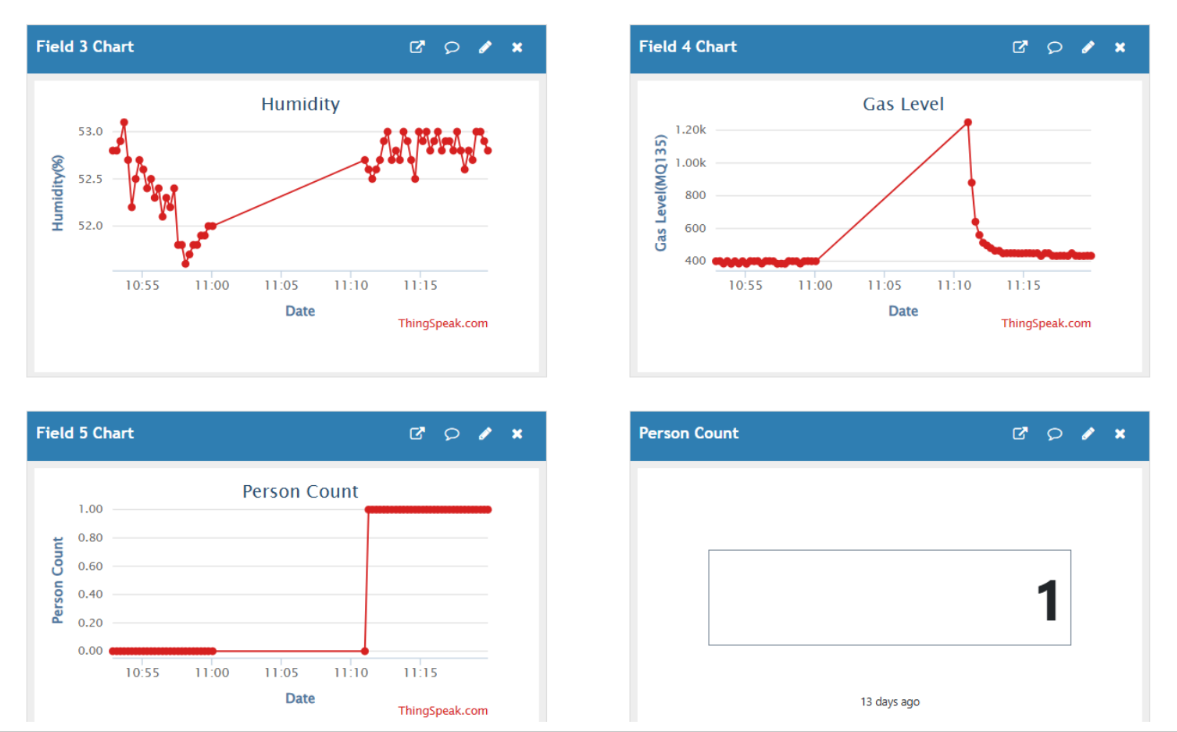 Field 3 Chart
Humidity
Humidity(%)
53.0
52.5
52.0
10:55 11:00 11:05 11:10 11:15
Date
ThingSpeak.com
Field 4 Chart
Gas Level
Gas Level(MQ135)
1.20k
1.00k
800
600
400
10:55 11:00 11:05 11:10 11:15
Date
ThingSpeak.com
Field 5 Chart
Person Count
Person Count
1.00
0.80
0.60
0.40
0.20
0.00
10:55 11:00 11:05 11:10 11:15
Date
ThingSpeak.com
Person Count
1
13 days ago